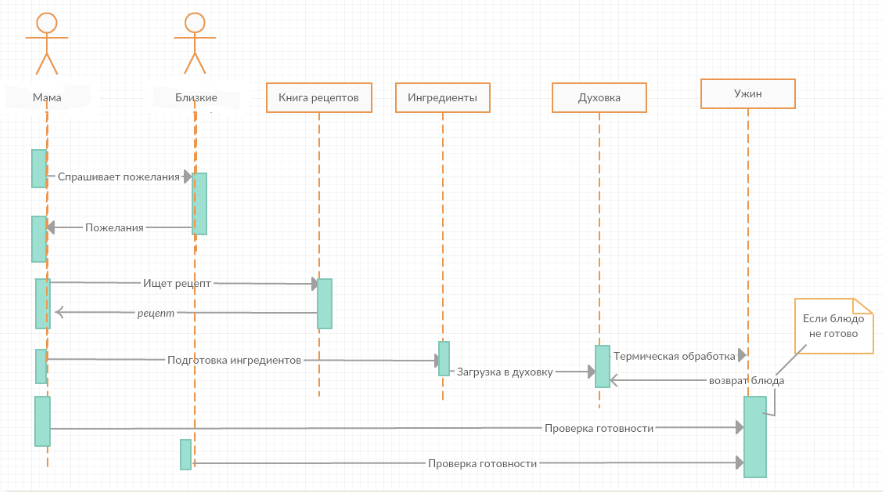 Мама
Близкие
Книга рецептов
Ингредиенты
Духовка
Ужин
Спрашивает пожелания
Пожелания
Ищет рецепт
рецепт
Если блюдо
не готово
Подготовка ингредиентов
Термическая обработка
Загрузка в духовку
возврат блюда
Проверка готовности
Проверка готовности